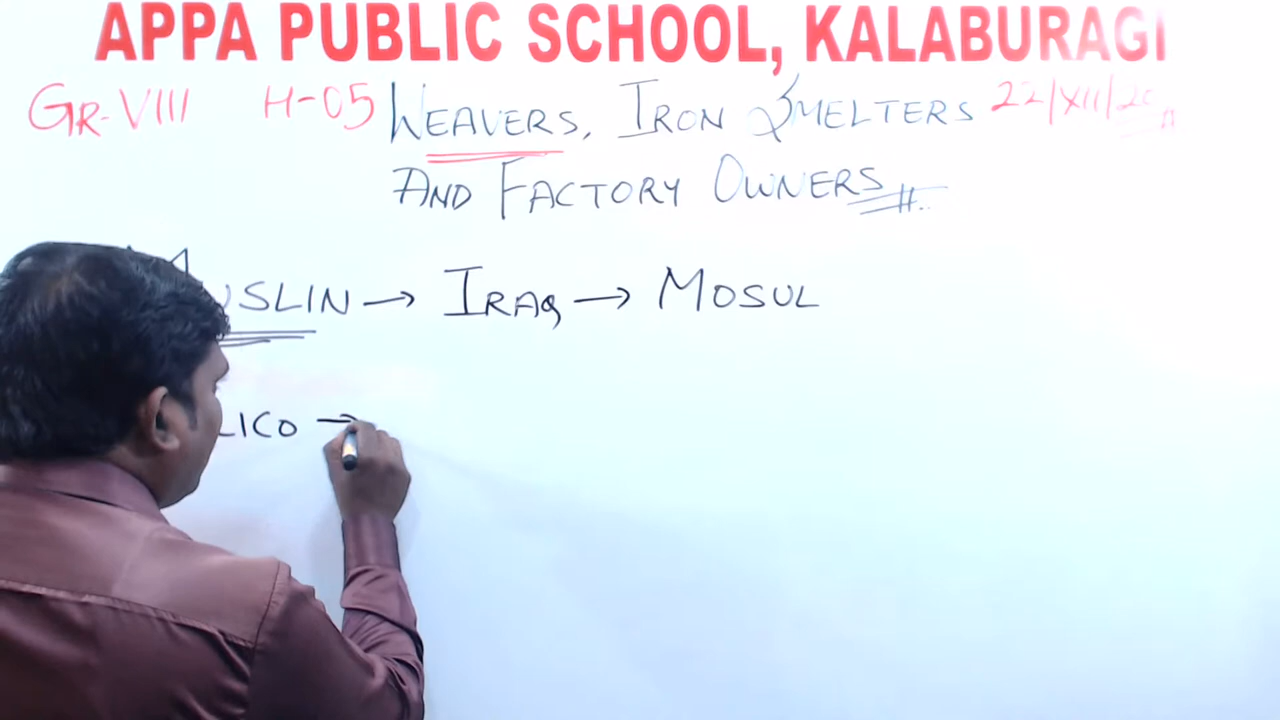 APPA PUBLIC SCHOOL, KALABURAGI
GR-VIII H-05 WEAVERS, IRON SMELTERS 22/XII/20
AND FACTORY OWNERS
USLIN → IRAQ → MOSUL
LICO →